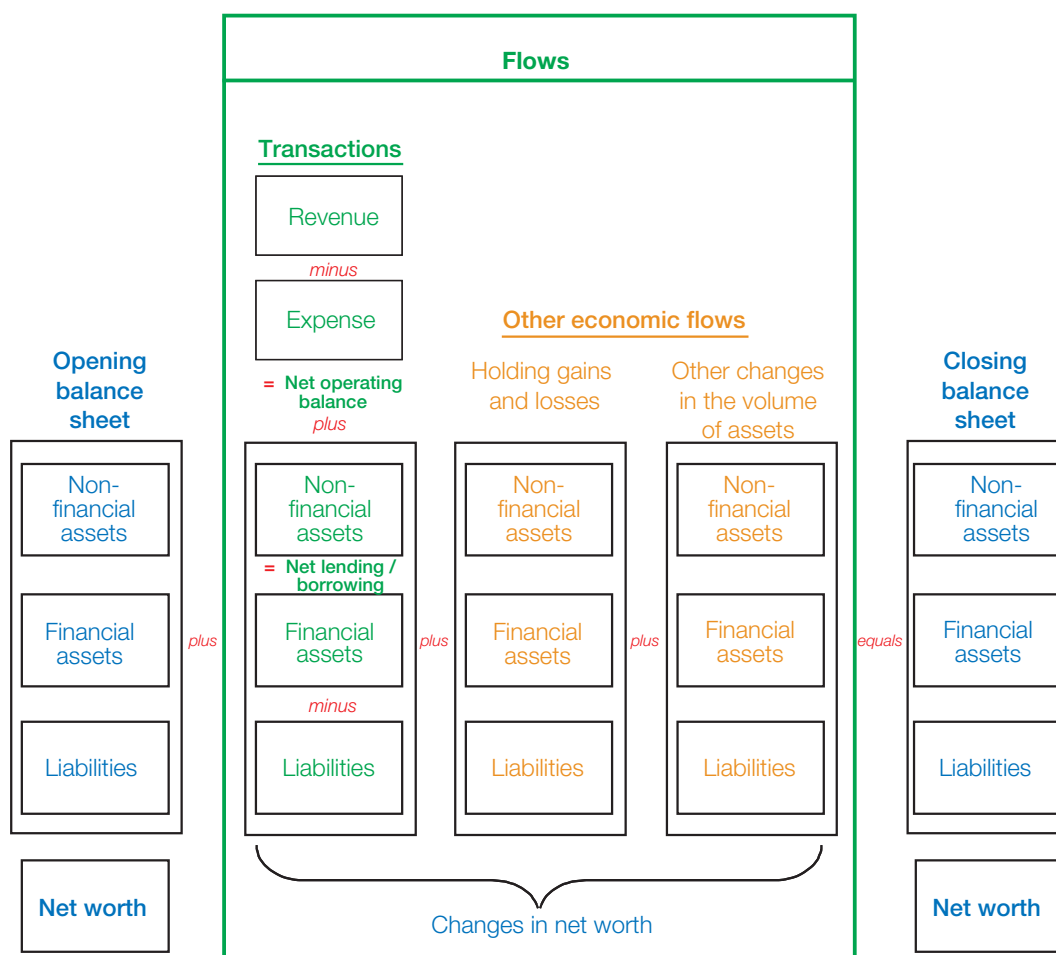 Flows
Transactions
Revenue
minus
Expense
= Net operating
balance
plus
Other economic flows
Holding gains
and losses
Other changes
in the volume
of assets
Opening
balance
sheet
Closing
balance
sheet
Non-
financial
assets
Non-
financial
assets
Non-
financial
assets
Non-
financial
assets
Non-
financial
assets
= Net lending /
borrowing
Financial
assets
plus
Financial
assets
plus
Financial
assets
plus
Financial
assets
equals
Financial
assets
minus
Liabilities
Liabilities
Liabilities
Liabilities
Liabilities
Net worth
Changes in net worth
Net worth